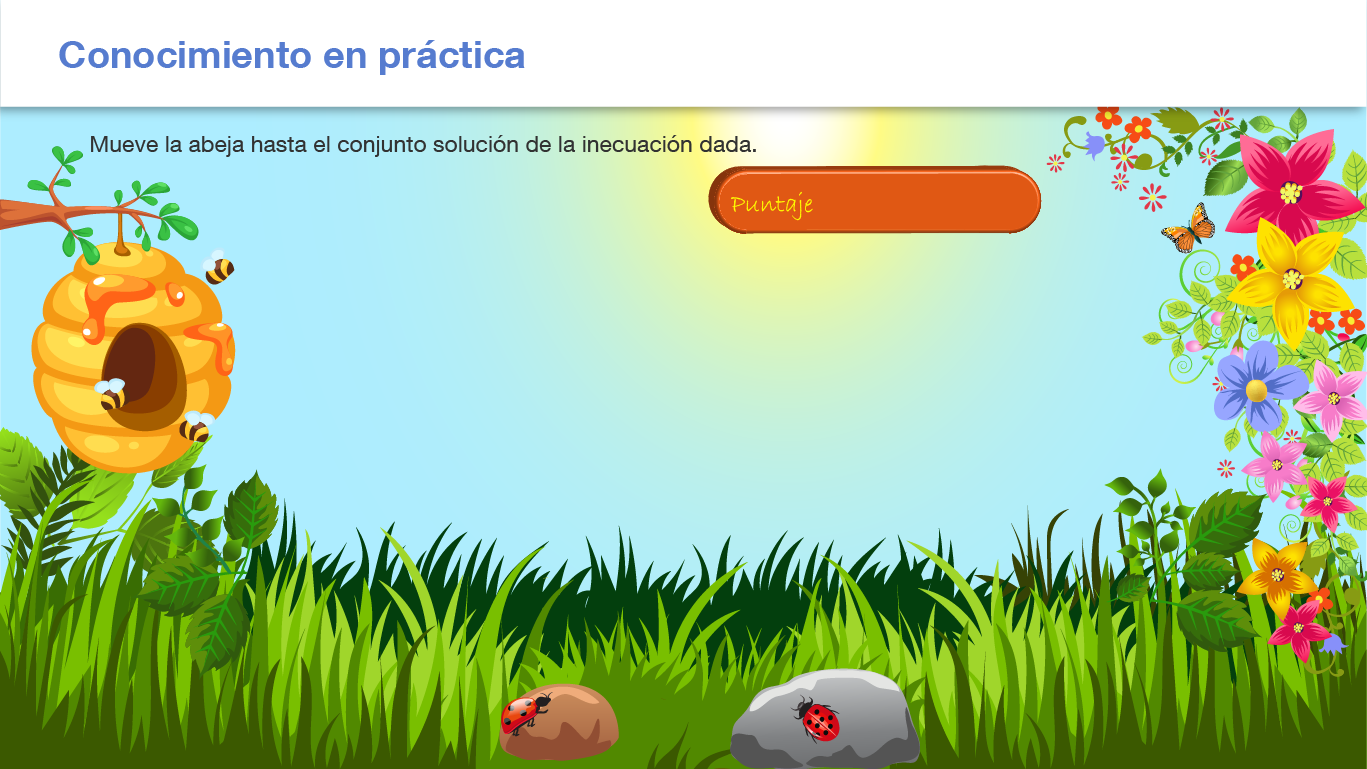 Conocimiento en práctica
Mueve la abeja hasta el conjunto solución de la inecuación dada.
Puntaje